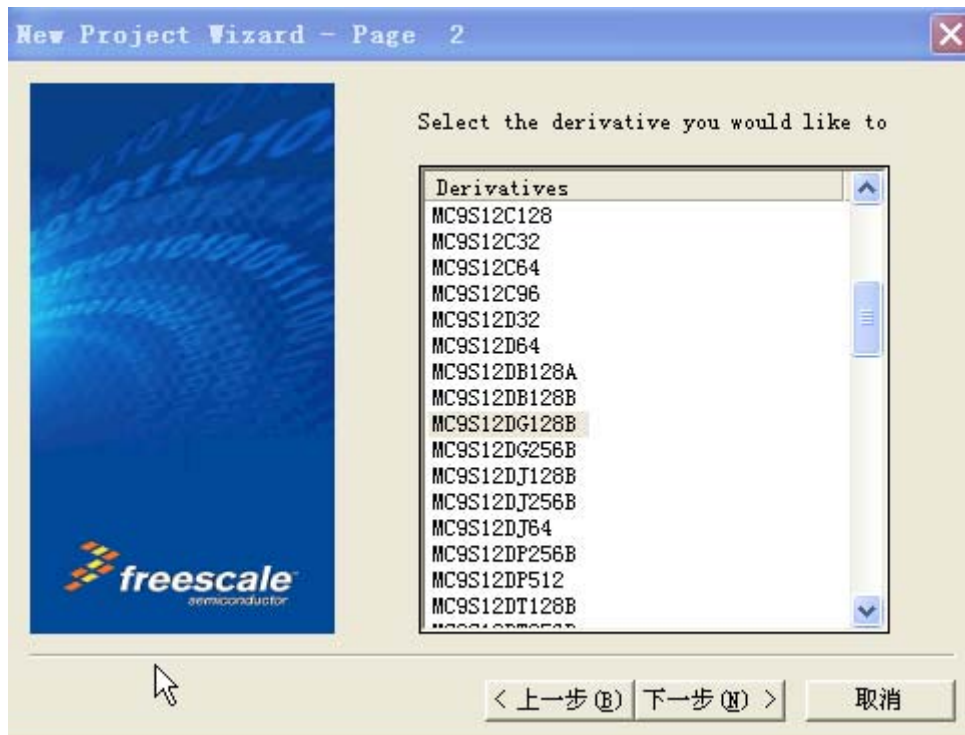 New Project Wizard - Page 2
Select the derivative you would like to
Derivatives
MC9S12C128
MC9S12C32
MC9S12C64
MC9S12C96
MC9S12D32
MC9S12D64
MC9S12DB128A
MC9S12DB128B
MC9S12DG128B
MC9S12DG256B
MC9S12DJ128B
MC9S12DJ256B
MC9S12DJ64
MC9S12DP256B
MC9S12DP512
MC9S12DT128B
freescale
semiconductor
< 上一步(B) 下一步(N) > 取消